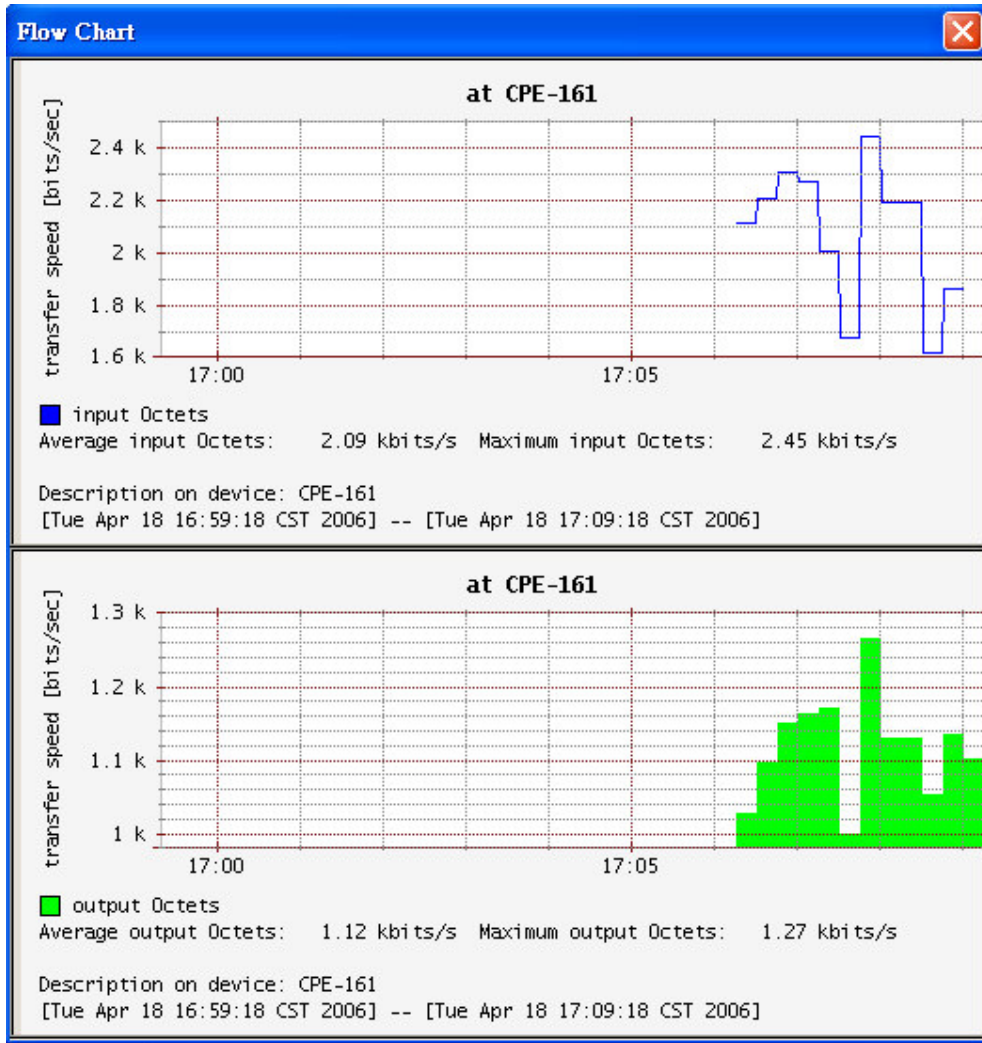 Flow Chart
at CPE-161
transfer speed [bits/sec]
2.4 k
2.2 k
2 k
1.8 k
1.6 k
17:00 17:05
input Octets
Average input Octets: 2.09 kbits/s Maximum input Octets: 2.45 kbits/s
Description on device: CPE-161
[Tue Apr 18 16:59:18 CST 2006] -- [Tue Apr 18 17:09:18 CST 2006]
at CPE-161
transfer speed [bits/sec]
1.3 k
1.2 k
1.1 k
1 k
17:00 17:05
output Octets
Average output Octets: 1.12 kbits/s Maximum output Octets: 1.27 kbits/s
Description on device: CPE-161
[Tue Apr 18 16:59:18 CST 2006] -- [Tue Apr 18 17:09:18 CST 2006]